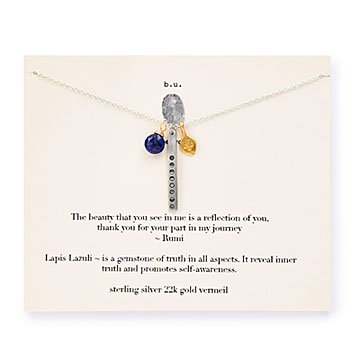 b.u.
The beauty that you see in me is a reflection of you,
thank you for your part in my journey
~ Rumi
Lapis Lazuli ~ is a gemstone of truth in all aspects. It reveal inner
truth and promotes self-awareness.
sterling silver 22k gold vermeil